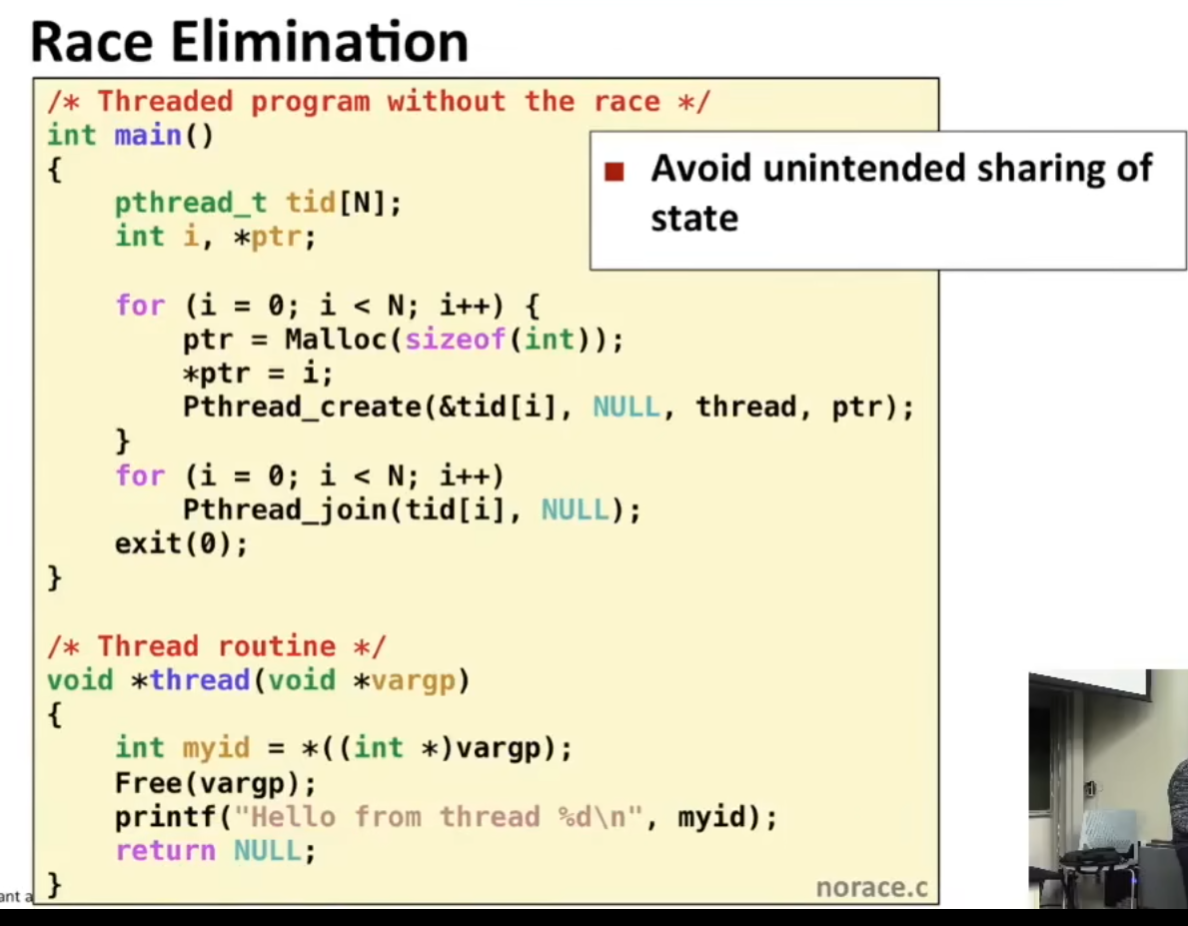 Race Elimination
/* Threaded program without the race */
int main()
{
    pthread_t tid[N];
    int i, *ptr;
    for (i = 0; i < N; i++) {
        ptr = Malloc(sizeof(int));
        *ptr = i;
        Pthread_create(&tid[i], NULL, thread, ptr);
    }
    for (i = 0; i < N; i++)
        Pthread_join(tid[i], NULL);
    exit(0);
}
/* Thread routine */
void *thread(void *vargp)
{
    int myid = *((int *)vargp);
    Free(vargp);
    printf("Hello from thread %d\n", myid);
    return NULL;
}
norace.c
■ Avoid unintended sharing of
state